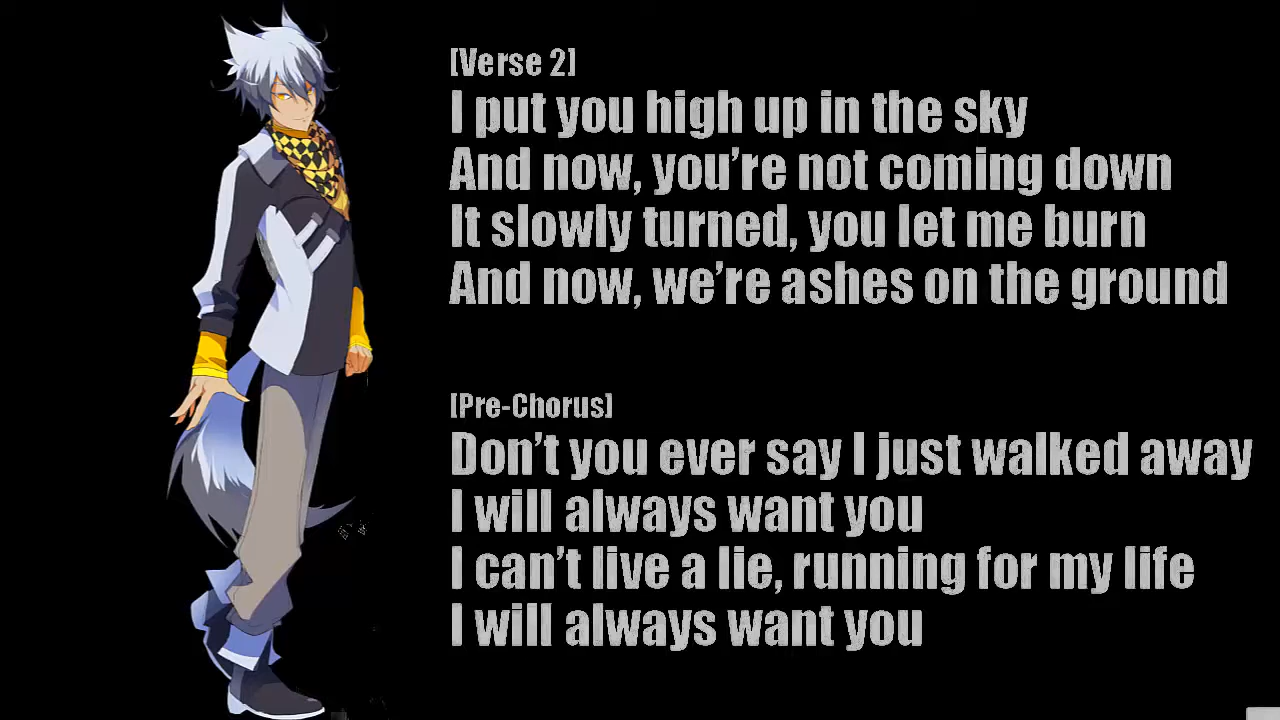 [Verse 2]
I put you high up in the sky
And now, you’re not coming down
It slowly turned, you let me burn
And now, we’re ashes on the ground
[Pre-Chorus]
Don’t you ever say I just walked away
I will always want you
I can’t live a lie, running for my life
I will always want you